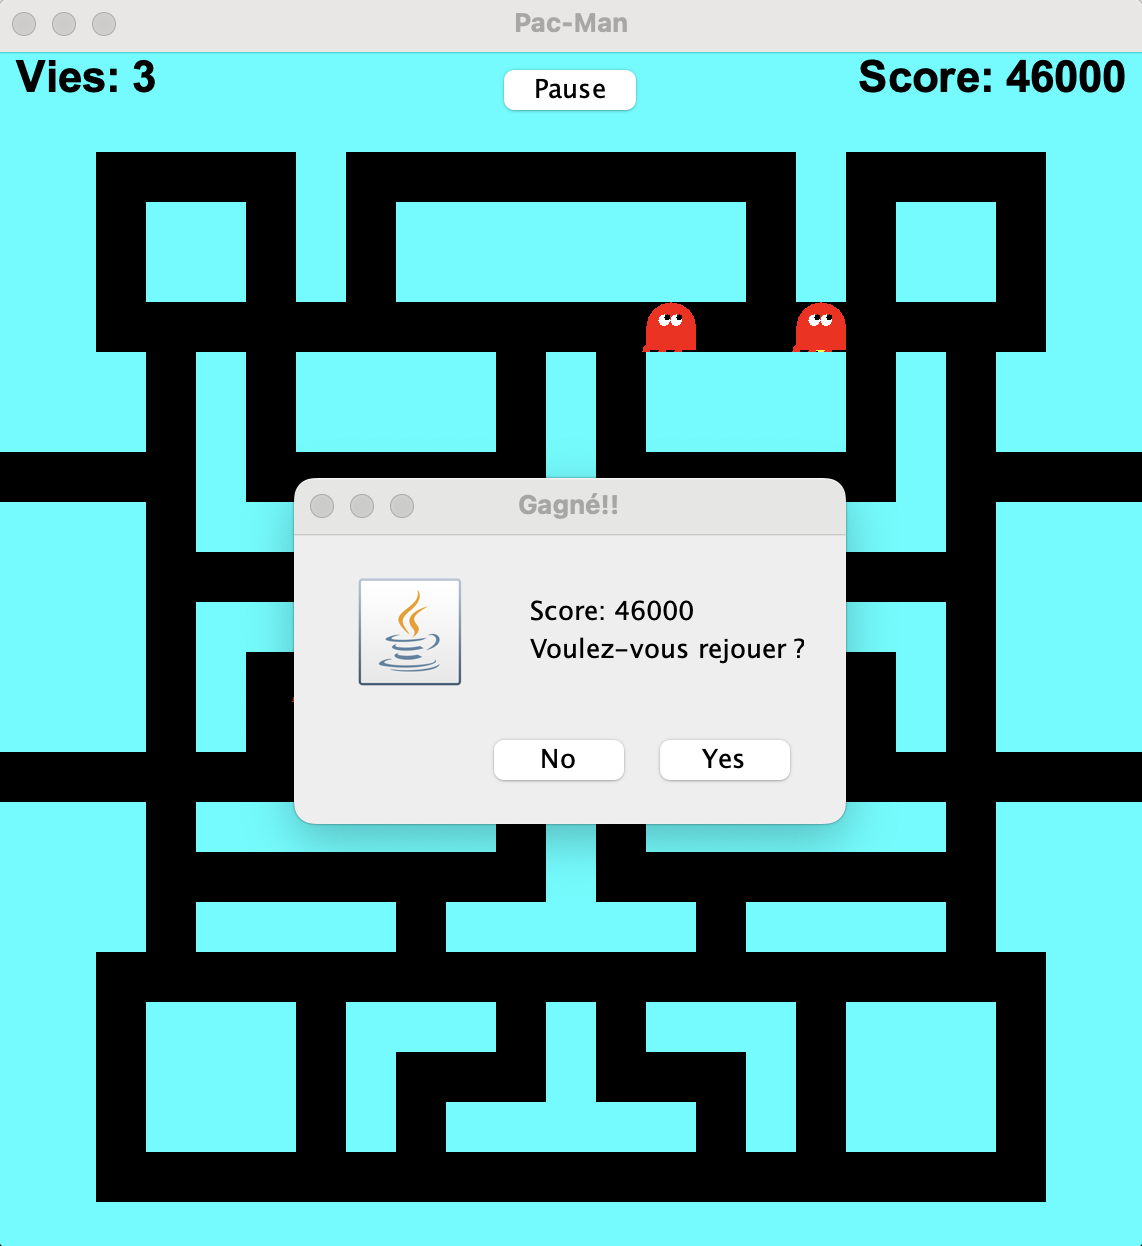 Pac-Man
Vies: 3
Pause
Score: 46000
Gagné!!
Score: 46000
Voulez-vous rejouer ?
No
Yes